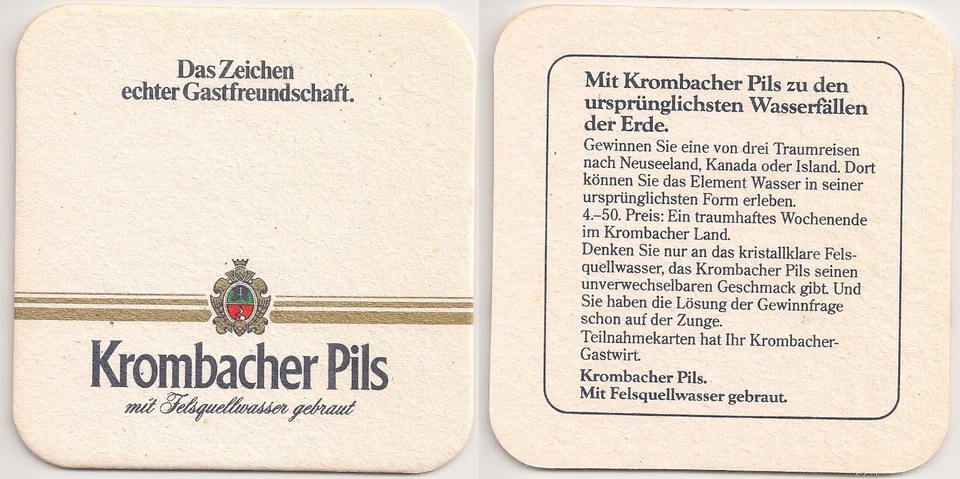 Das Zeichen
echter Gastfreundschaft.
Krombacher Pils
mit Felsquellwasser gebraut
Mit Krombacher Pils zu den
ursprünglichsten Wasserfällen
der Erde.
Gewinnen Sie eine von drei Traumreisen
nach Neuseeland, Kanada oder Island. Dort
können Sie das Element Wasser in seiner
ursprünglichsten Form erleben.
4.–50. Preis: Ein traumhaftes Wochenende
im Krombacher Land.
Denken Sie nur an das kristallklare Fels-
quellwasser, das Krombacher Pils seinen
unverwechselbaren Geschmack gibt. Und
Sie haben die Lösung der Gewinnfrage
schon auf der Zunge.
Teilnahmekarten hat Ihr Krombacher-
Gastwirt.
Krombacher Pils.
Mit Felsquellwasser gebraut.